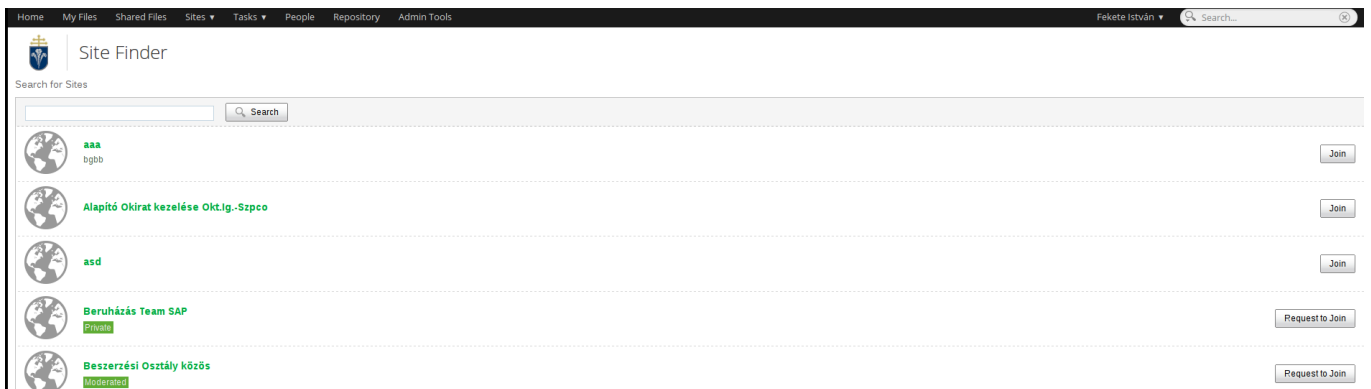 Home My Files Shared Files Sites ▾ Tasks ▾ People Repository Admin Tools Fekete István ▾ Search...
Site Finder
Search for Sites
Search
aaa
bgbb
Join
Alapító Okirat kezelése Okt.Ig.-Szpco
Join
asd
Join
Beruházás Team SAP
Private
Request to Join
Beszerzési Osztály közös
Moderated
Request to Join